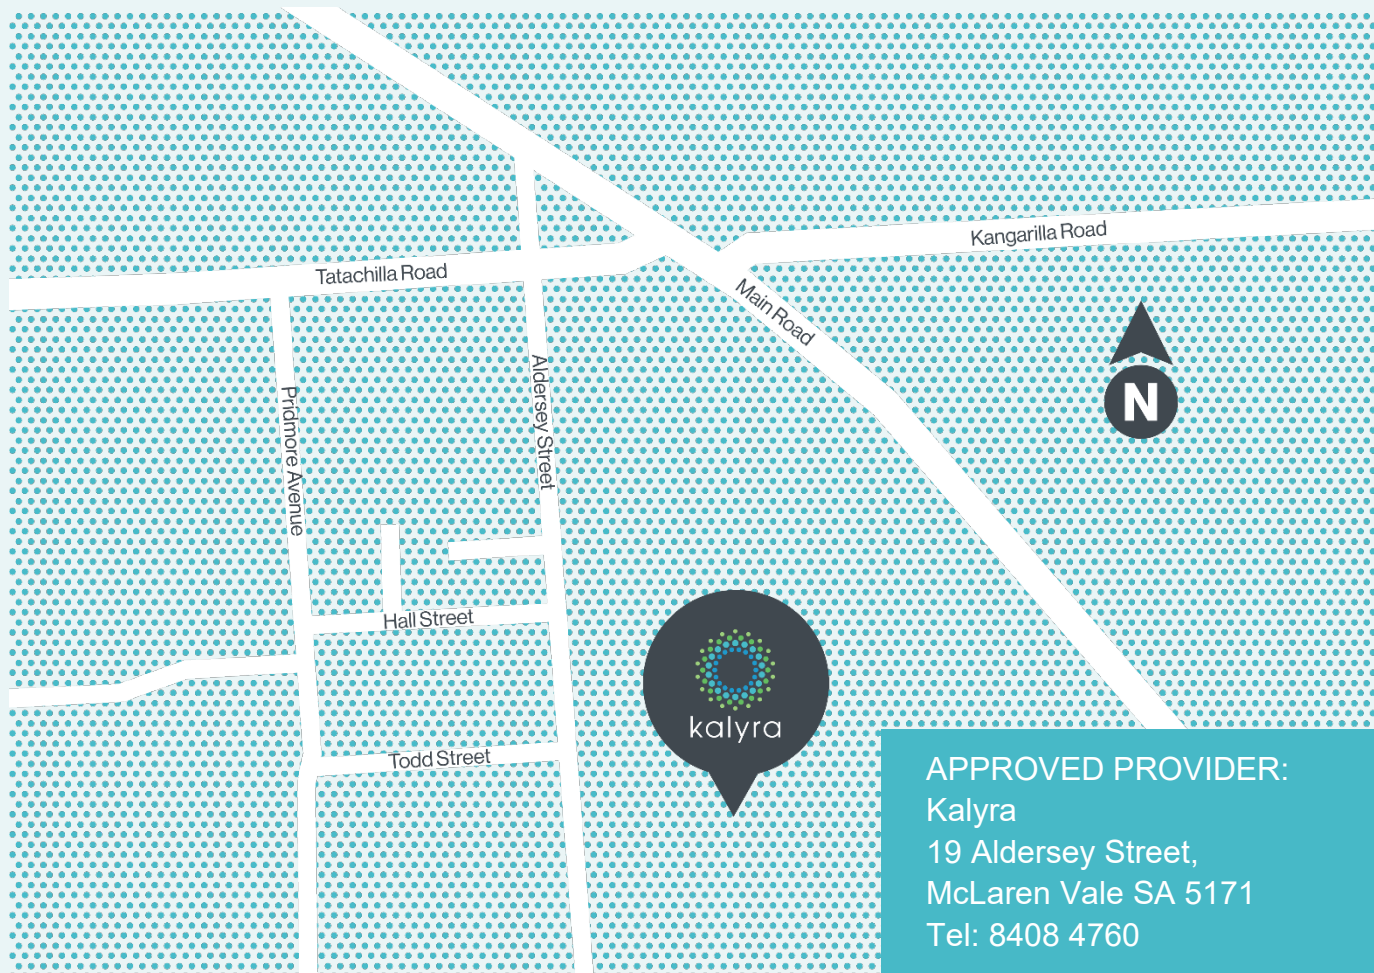 Kangarilla Road
Tatachilla Road
Main Road
Aldersey Street
Pridmore Avenue
N
Hall Street
kalyra
Todd Street
APPROVED PROVIDER:
Kalyra
19 Aldersey Street,
McLaren Vale SA 5171
Tel: 8408 4760